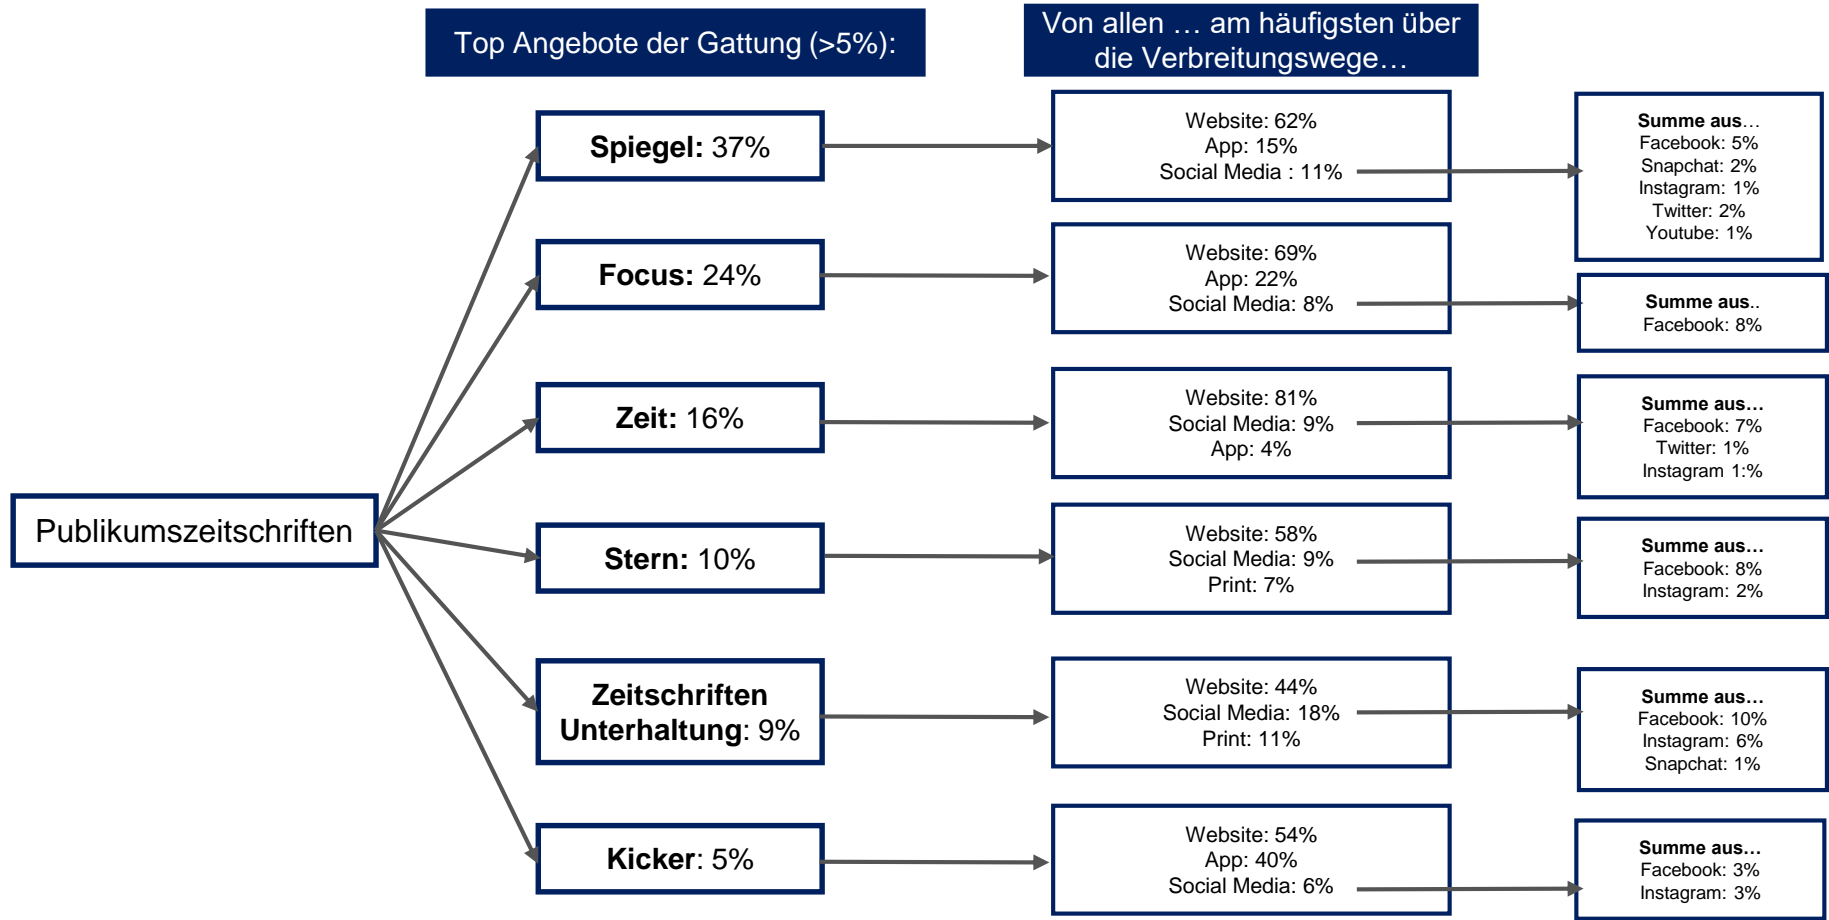 Top Angebote der Gattung (>5%):
Von allen … am häufigsten über
die Verbreitungswege…
Publikumszeitschriften
Spiegel: 37%
Website: 62%
App: 15%
Social Media : 11%
Summe aus…
Facebook: 5%
Snapchat: 2%
Instagram: 1%
Twitter: 2%
Youtube: 1%
Focus: 24%
Website: 69%
App: 22%
Social Media: 8%
Summe aus..
Facebook: 8%
Zeit: 16%
Website: 81%
Social Media: 9%
App: 4%
Summe aus…
Facebook: 7%
Twitter: 1%
Instagram 1:%
Stern: 10%
Website: 58%
Social Media: 9%
Print: 7%
Summe aus…
Facebook: 8%
Instagram: 2%
Zeitschriften
Unterhaltung: 9%
Website: 44%
Social Media: 18%
Print: 11%
Summe aus…
Facebook: 10%
Instagram: 6%
Snapchat: 1%
Kicker: 5%
Website: 54%
App: 40%
Social Media: 6%
Summe aus…
Facebook: 3%
Instagram: 3%